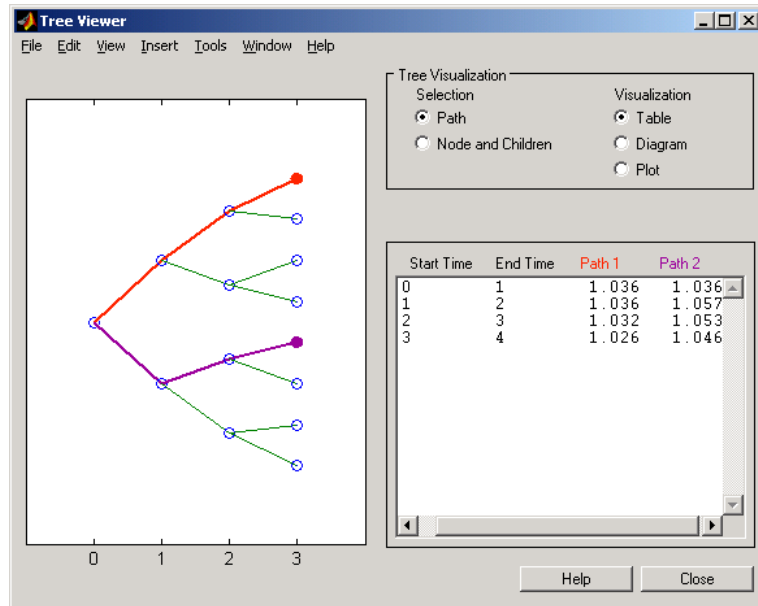 Tree Viewer
File Edit View Insert Tools Window Help
Tree Visualization
Selection Visualization
Path Table
Node and Children Diagram
Plot
Start Time End Time Path 1 Path 2
0 1 1.036 1.036
1 2 1.036 1.057
2 3 1.032 1.053
3 4 1.026 1.046
0 1 2 3
Help Close